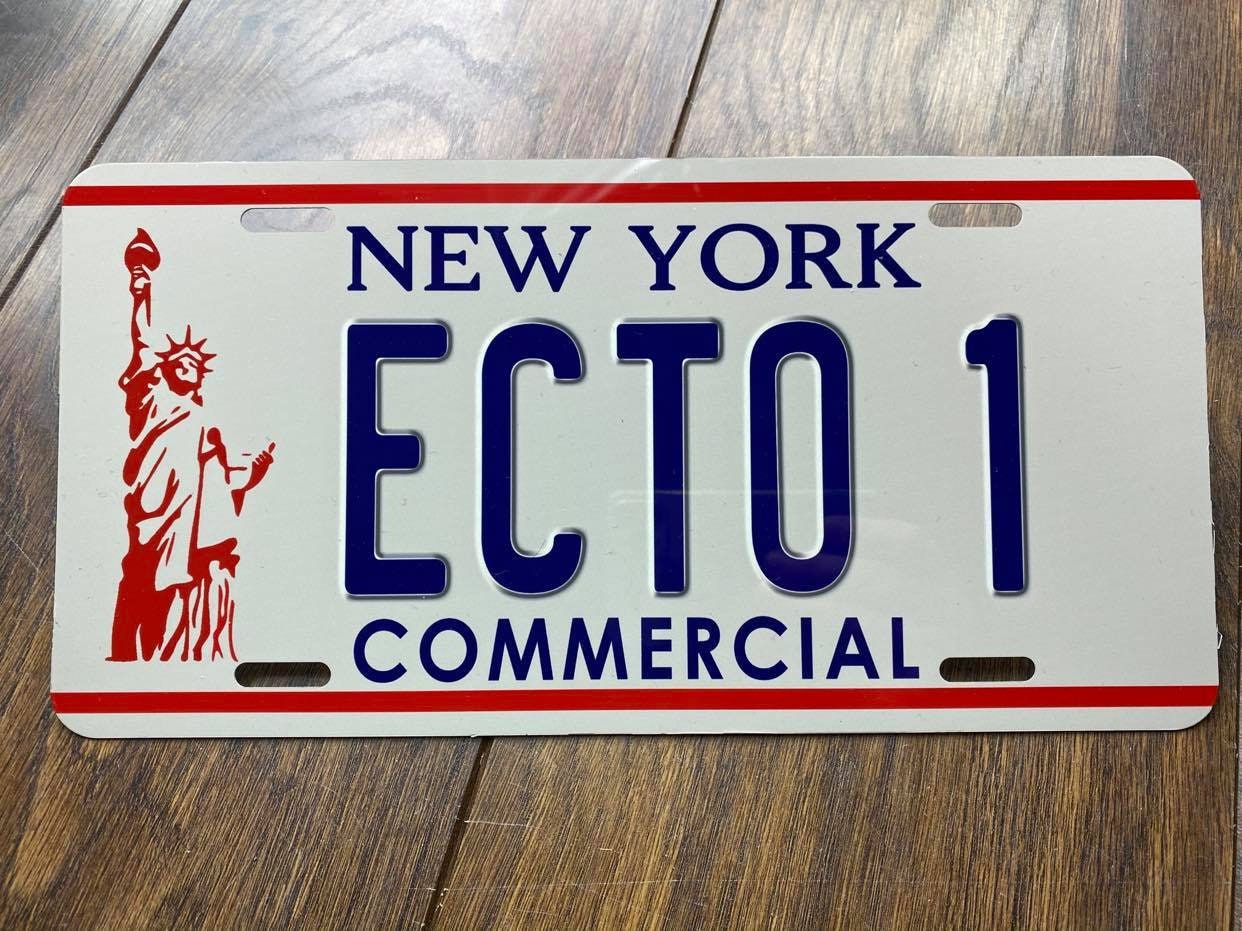 NEW YORK
ECTO 1
COMMERCIAL